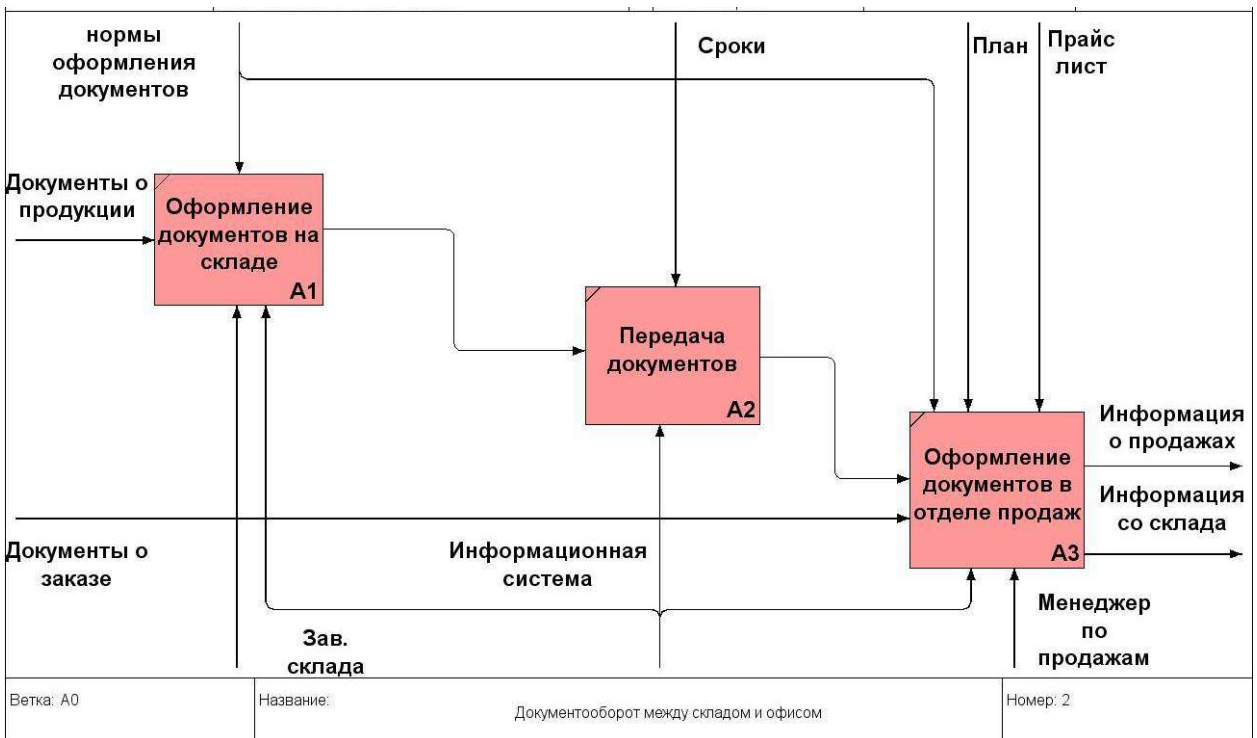 нормы
оформления
документов
Сроки
План
Прайс
лист
Документы о
продукции
Оформление
документов на
складе
A1
Передача
документов
A2
Оформление
документов в
отделе продаж
A3
Информация
о продажах
Информация
со склада
Документы о
заказе
Информационная
система
Зав.
склада
Менеджер
по
продажам
Ветка: A0
Название:
Документооборот между складом и офисом
Номер: 2